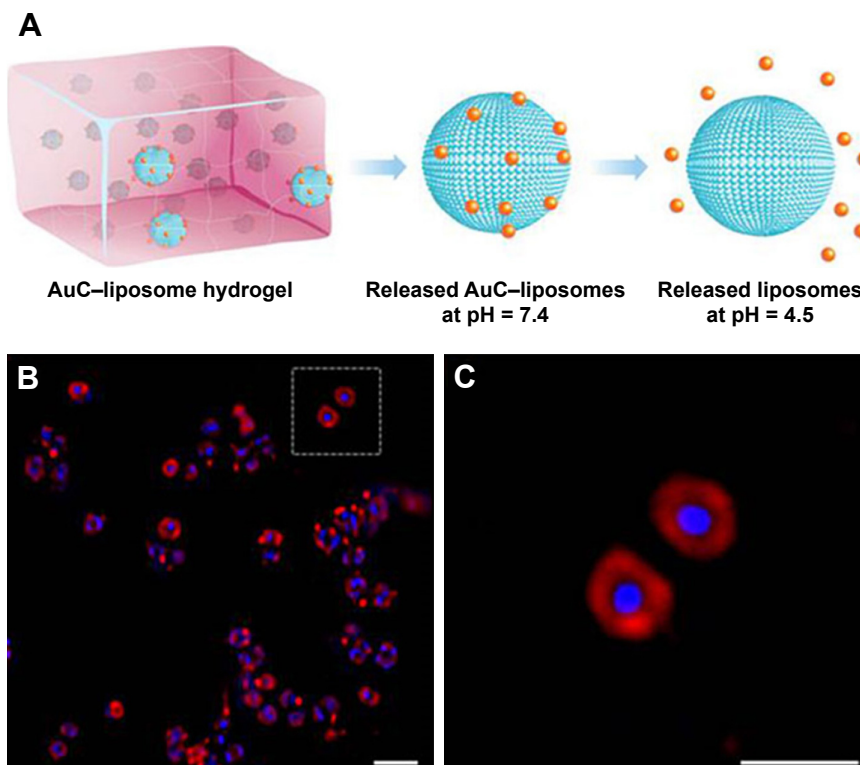 A
AuC–liposome hydrogel
Released AuC–liposomes
at pH = 7.4
Released liposomes
at pH = 4.5
B
C